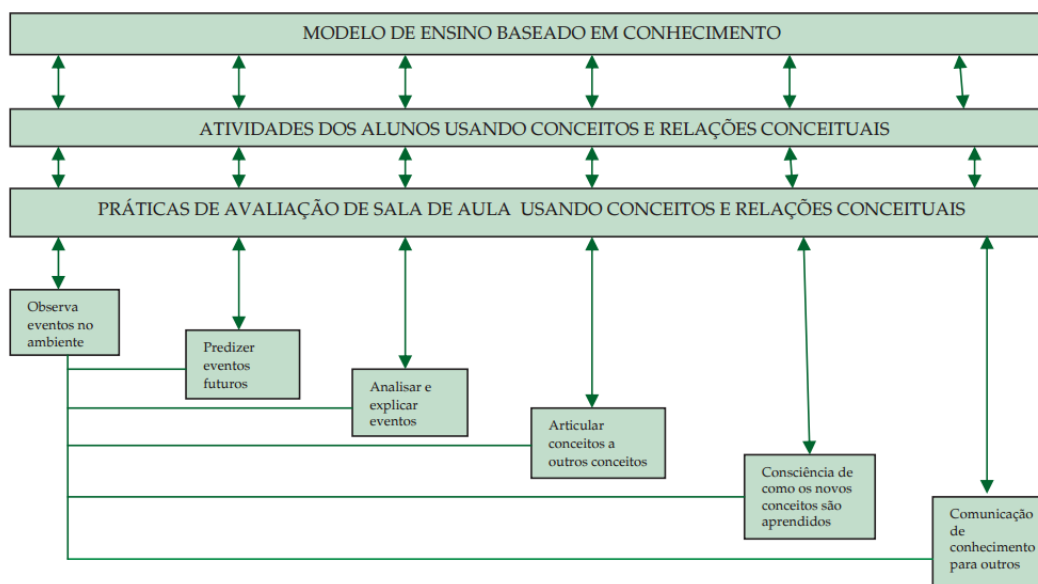 MODELO DE ENSINO BASEADO EM CONHECIMENTO
ATIVIDADES DOS ALUNOS USANDO CONCEITOS E RELAÇÕES CONCEITUAIS
PRÁTICAS DE AVALIAÇÃO DE SALA DE AULA USANDO CONCEITOS E RELAÇÕES CONCEITUAIS
Observa
eventos no
ambiente
Predizer
eventos
futuros
Analisar e
explicar
eventos
Articular
conceitos a
outros conceitos
Consciência de
como os novos
conceitos são
aprendidos
Comunicação
de
conhecimento
para outros